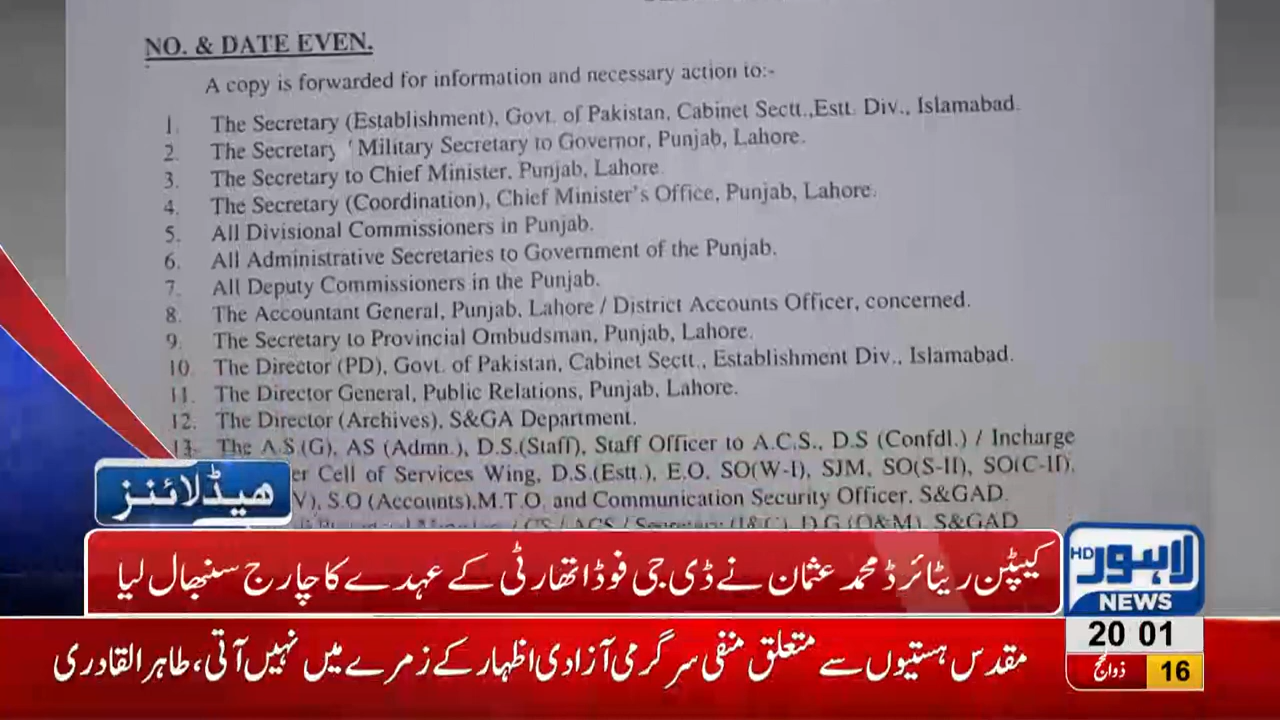 NO. & DATE EVEN.
A copy is forwarded for information and necessary action to:-
1. The Secretary (Establishment), Govt. of Pakistan, Cabinet Sectt.,Estt. Div., Islamabad.
2. The Secretary / Military Secretary to Governor, Punjab, Lahore.
3. The Secretary to Chief Minister, Punjab, Lahore.
4. The Secretary (Coordination), Chief Minister's Office, Punjab, Lahore.
5. All Divisional Commissioners in Punjab.
6. All Administrative Secretaries to Government of the Punjab.
7. All Deputy Commissioners in the Punjab.
8. The Accountant General, Punjab, Lahore / District Accounts Officer, concerned.
9. The Secretary to Provincial Ombudsman, Punjab, Lahore.
10. The Director (PD), Govt. of Pakistan, Cabinet Sectt., Establishment Div., Islamabad.
11. The Director General, Public Relations, Punjab, Lahore.
12. The Director (Archives), S&GA Department.
13. The A.S (G), AS (Admn.), D.S.(Staff), Staff Officer to A.C.S., D.S (Confdl.) / Incharge
er Cell of Services Wing, D.S.(Estt.), E.O, SO(W-I), SJM, SO(S-II), SO(C-II),
V), S.O (Accounts),M.T.O. and Communication Security Officer, S&GAD.
(I&C), D.G (O&M), S&GAD
ہیڈلائنز
کیپٹن ریٹائرڈ محمد عثمان نے ڈی جی فوڈ اتھارٹی کے عہدے کا چارج سنبھال لیا
HD لاہور
NEWS
20 01
مقدس ہستیوں سے متعلق منفی سرگرمی آزادی اظہار کے زمرے میں نہیں آتی، طاہر القادری
ذوالحج 16